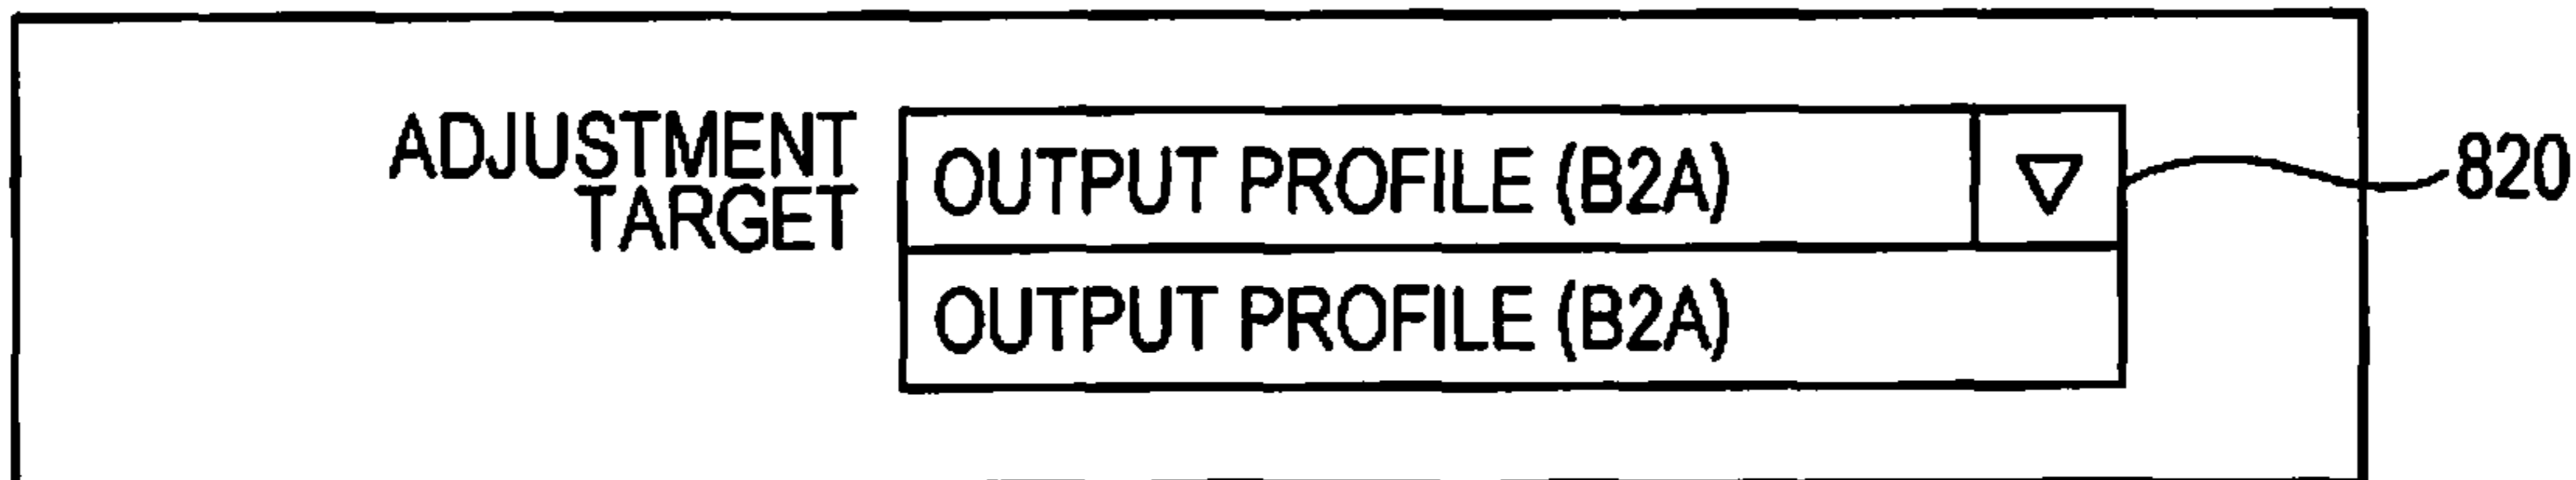 ADJUSTMENT
TARGET
OUTPUT PROFILE (B2A)
OUTPUT PROFILE (B2A)
820